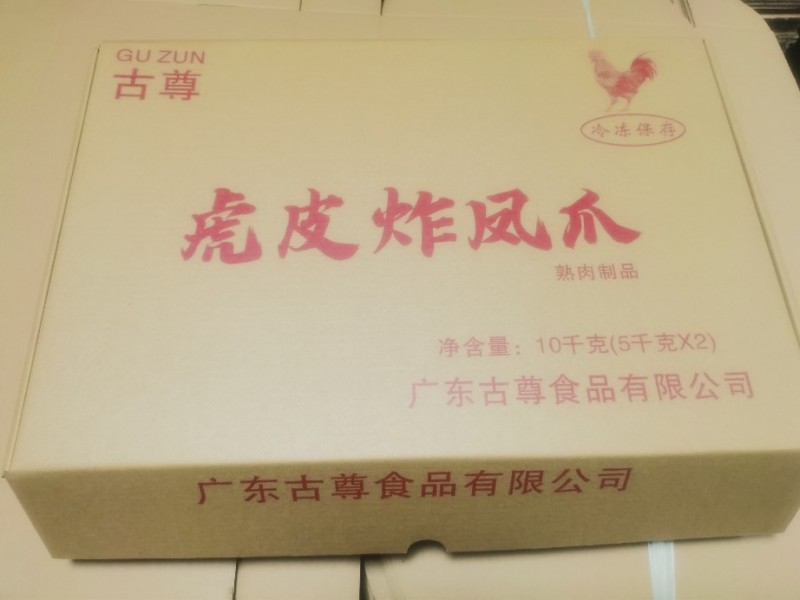 GU ZUN
古尊
冷冻保存
虎皮炸凤爪
熟肉制品
净含量：10千克(5千克X2)
广东古尊食品有限公司
广东古尊食品有限公司